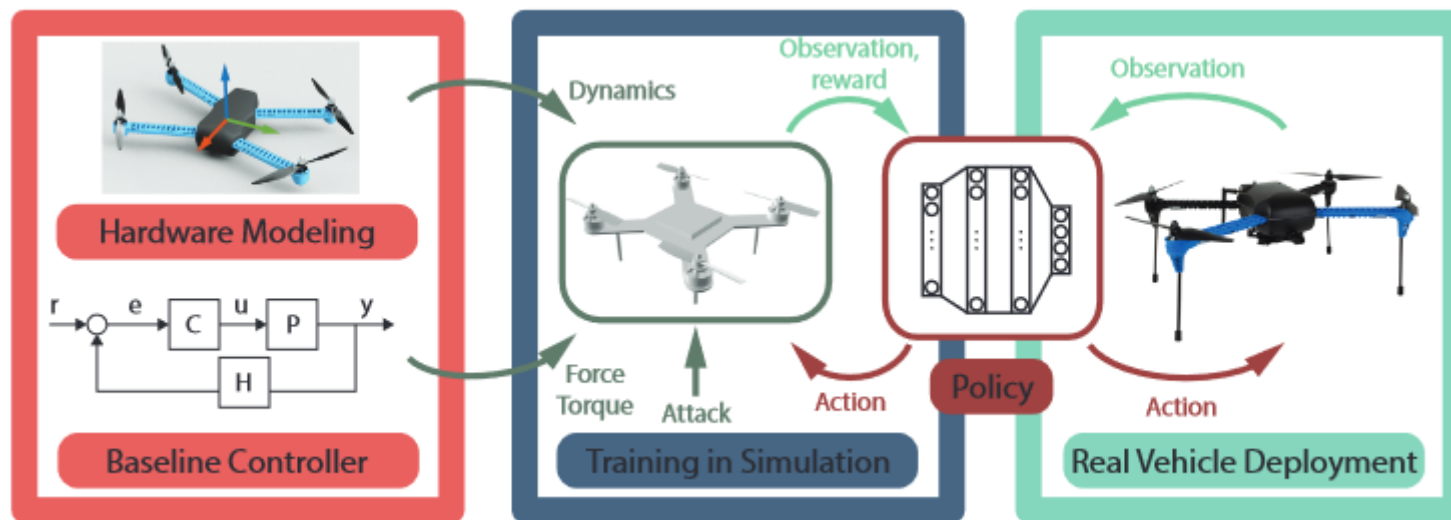 Hardware Modeling
r
e
C
u
P
y
H
Baseline Controller
Dynamics
Observation,
reward
Force
Torque
Attack
Action
Training in Simulation
Policy
Observation
Action
Real Vehicle Deployment